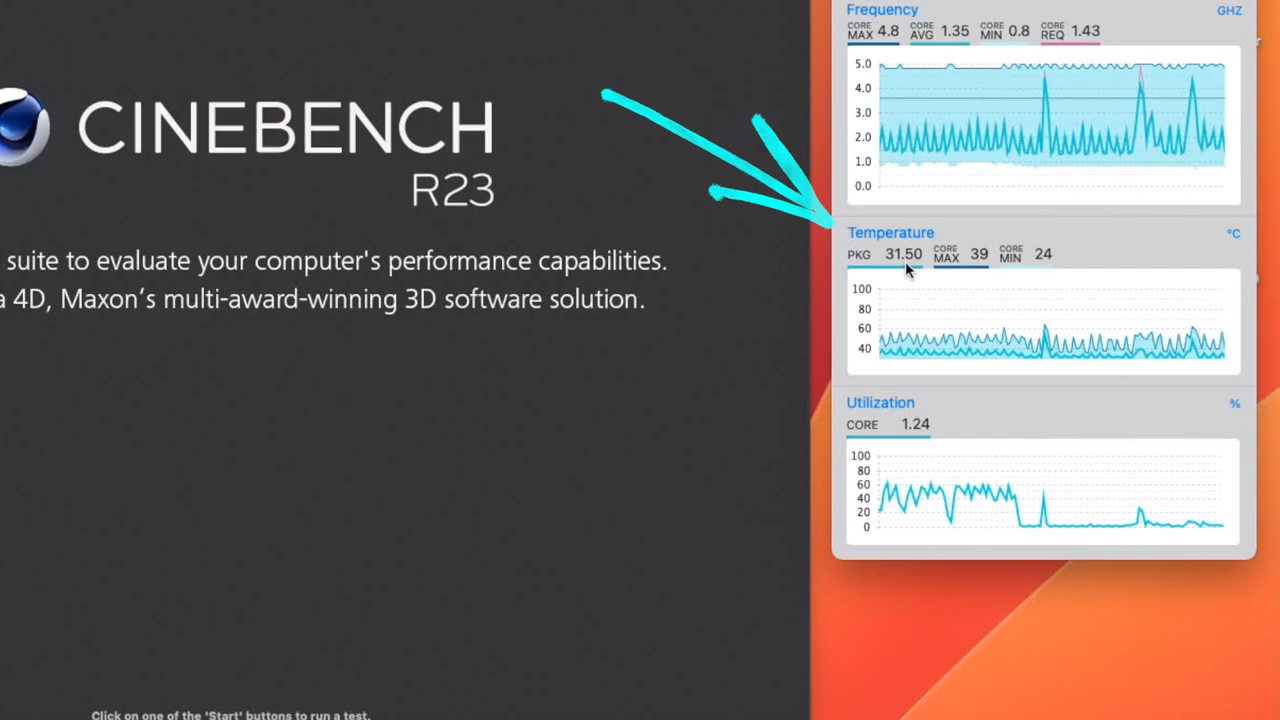 CINEBENCH
R23
suite to evaluate your computer's performance capabilities.
a 4D, Maxon's multi-award-winning 3D software solution.
Click on one of the 'Start' buttons to run a test.
Frequency GHZ
CORE MAX 4.8 CORE AVG 1.35 CORE MIN 0.8 CORE REQ 1.43
5.0
4.0
3.0
2.0
1.0
0.0
Temperature °C
PKG 31.50 CORE MAX 39 CORE MIN 24
100
80
60
40
Utilization %
CORE 1.24
100
80
60
40
20
0